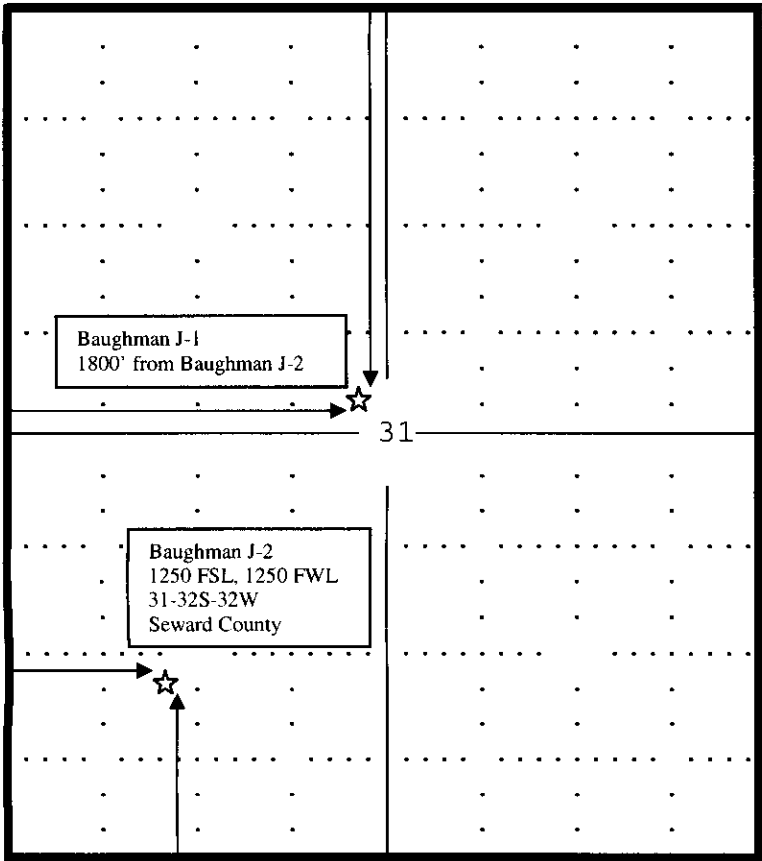 Baughman J-1
1800' from Baughman J-2
31
Baughman J-2
1250 FSL, 1250 FWL
31-32S-32W
Seward County